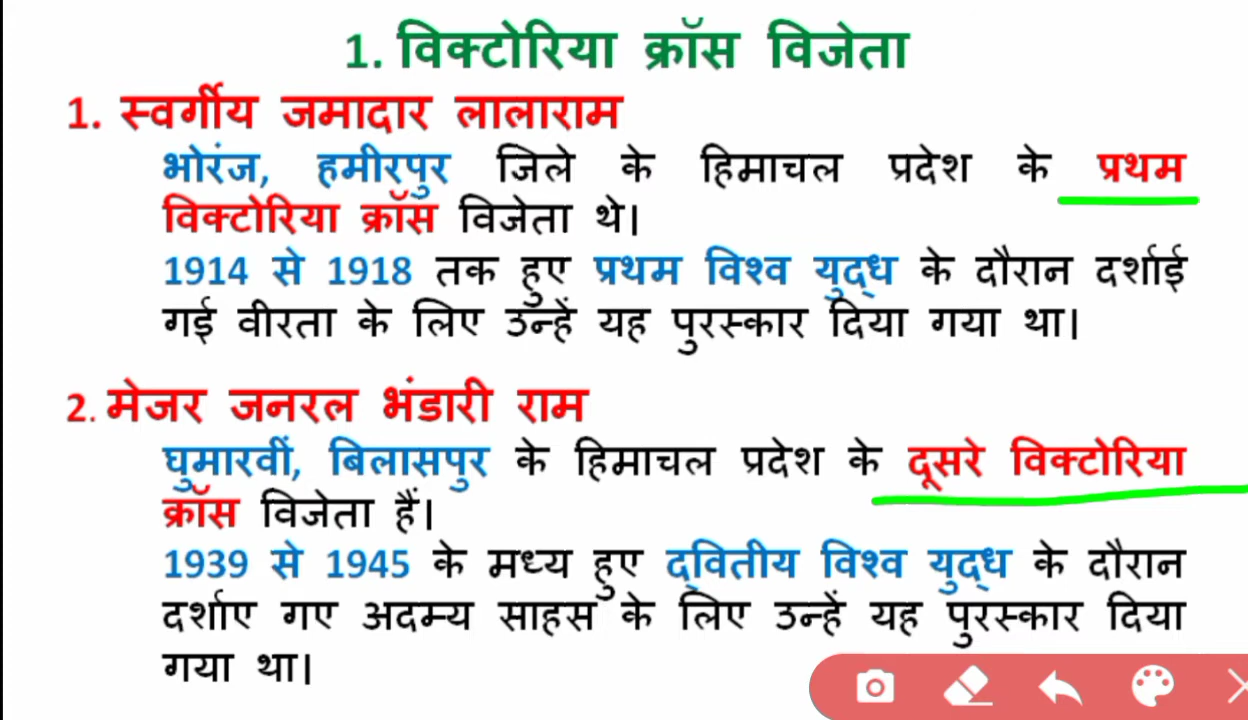 1. विक्टोरिया क्रॉस विजेता
1. स्वर्गीय जमादार लालाराम
भोरंज, हमीरपुर जिले के हिमाचल प्रदेश के प्रथम
विक्टोरिया क्रॉस विजेता थे।
1914 से 1918 तक हुए प्रथम विश्व युद्ध के दौरान दर्शाई
गई वीरता के लिए उन्हें यह पुरस्कार दिया गया था।
2. मेजर जनरल भंडारी राम
घुमारवीं, बिलासपुर के हिमाचल प्रदेश के दूसरे विक्टोरिया
क्रॉस विजेता हैं।
1939 से 1945 के मध्य हुए द्वितीय विश्व युद्ध के दौरान
दर्शाए गए अदम्य साहस के लिए उन्हें यह पुरस्कार दिया
गया था।